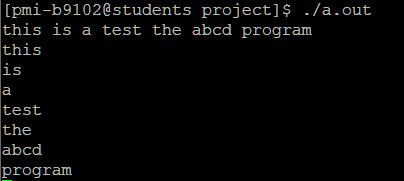 [pmi-b9102@students project]$ ./a.out
this is a test the abcd program
this
is
a
test
the
abcd
program